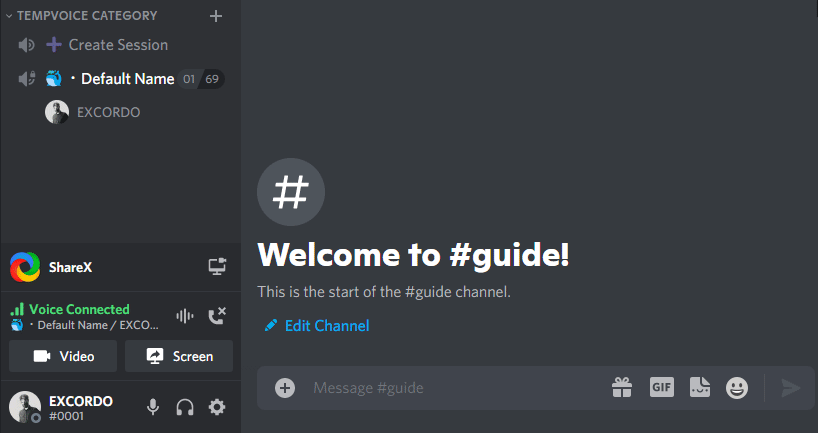 TEMPVOICE CATEGORY
Create Session
・Default Name 01 69
EXCORDO
ShareX
Voice Connected
・Default Name / EXCO...
Video Screen
EXCORDO
#0001
#
Welcome to #guide!
This is the start of the #guide channel.
Edit Channel
Message #guide GIF